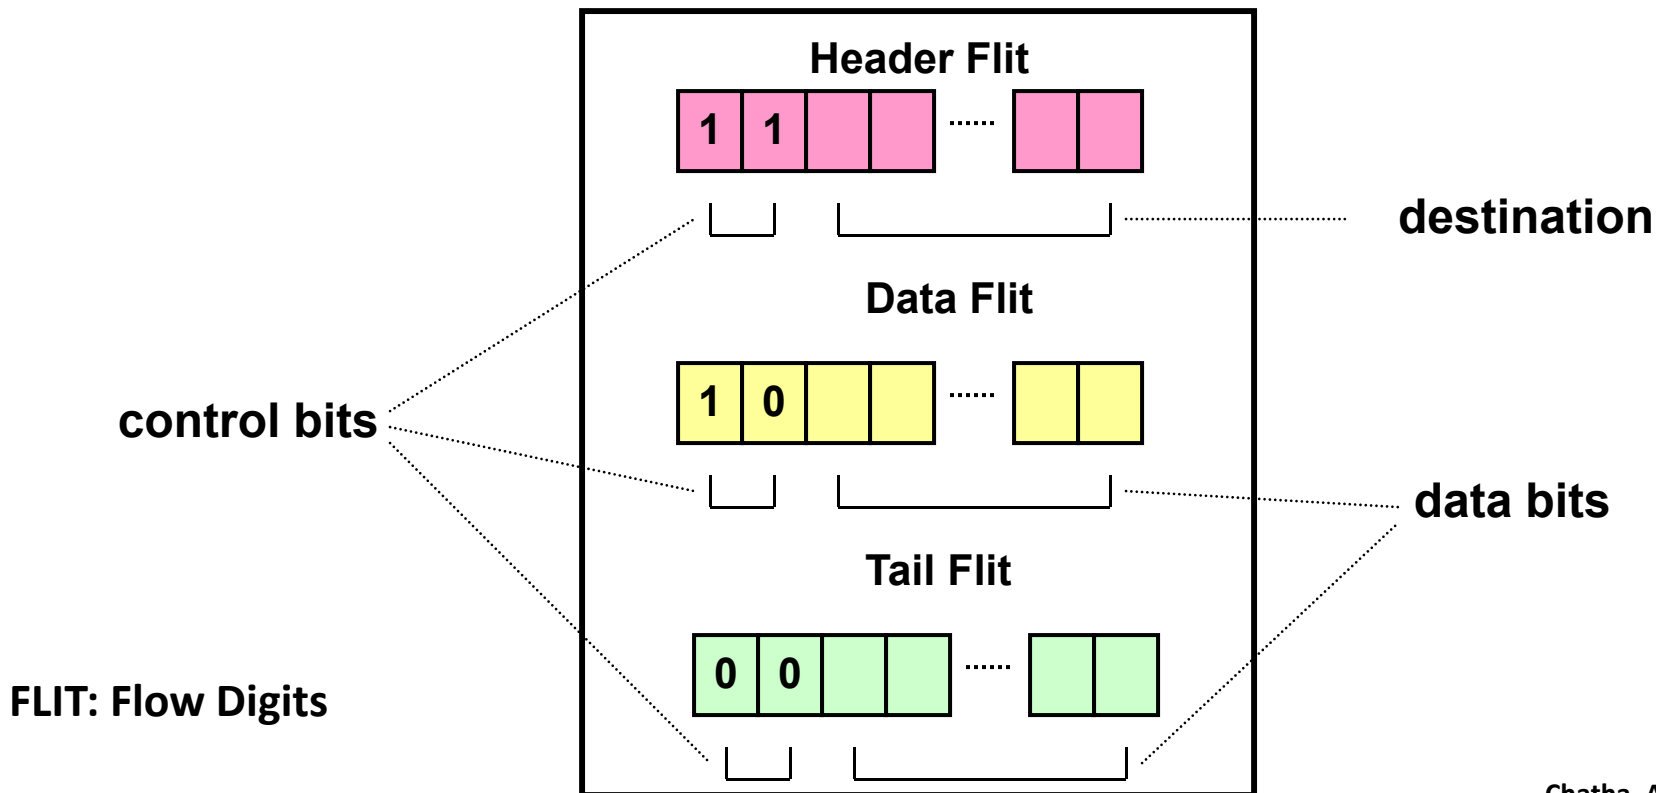 Header Flit
1 1
destination
Data Flit
1 0
control bits
data bits
Tail Flit
0 0
FLIT: Flow Digits
Chatha, A